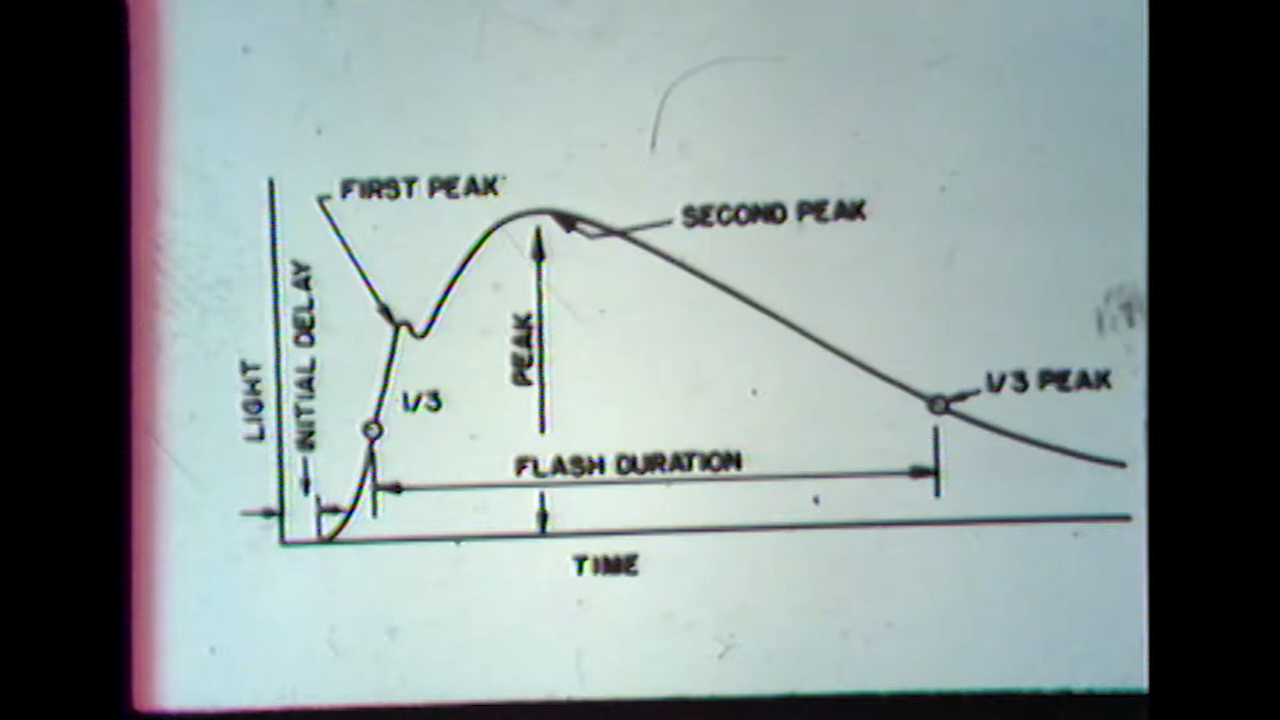 FIRST PEAK
SECOND PEAK
INITIAL DELAY
PEAK
LIGHT
1/3
1/3 PEAK
FLASH DURATION
TIME